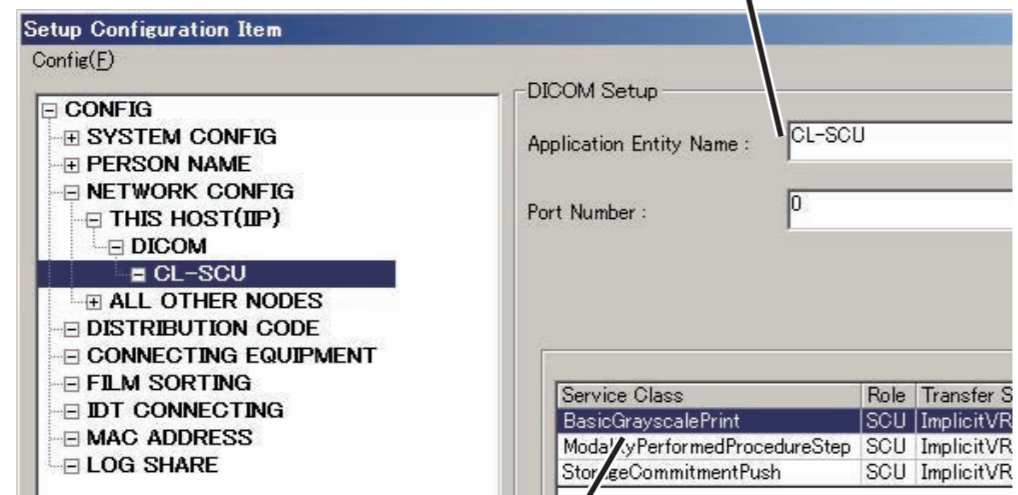 Setup Configuration Item
Config(F)
CONFIG
SYSTEM CONFIG
PERSON NAME
NETWORK CONFIG
THIS HOST(IIP)
DICOM
CL-SCU
ALL OTHER NODES
DISTRIBUTION CODE
CONNECTING EQUIPMENT
FILM SORTING
IDT CONNECTING
MAC ADDRESS
LOG SHARE
DICOM Setup
Application Entity Name : CL-SCU
Port Number : 0
Service Class Role Transfer S
BasicGrayscalePrint SCU ImplicitVR
ModalityPerformedProcedureStep SCU ImplicitVR
StorageCommitmentPush SCU ImplicitVR